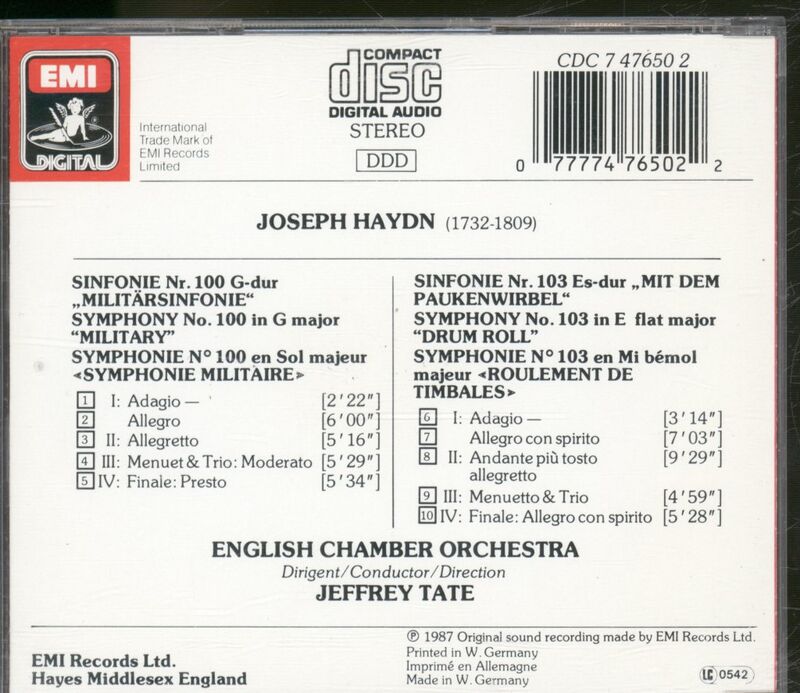 EMI
DIGITAL
International
Trade Mark of
EMI Records
Limited
COMPACT
disc
DIGITAL AUDIO
STEREO
DDD
CDC 7 47650 2
0 77774 76502 2
JOSEPH HAYDN (1732-1809)
SINFONIE Nr. 100 G-dur
„MILITÄRSINFONIE“
SYMPHONY No. 100 in G major
“MILITARY”
SYMPHONIE N° 100 en Sol majeur
«SYMPHONIE MILITAIRE»
1 I: Adagio — [2’22”]
2 Allegro [6’00”]
3 II: Allegretto [5’16”]
4 III: Menuet & Trio: Moderato [5’29”]
5 IV: Finale: Presto [5’34”]
SINFONIE Nr. 103 Es-dur „MIT DEM
PAUKENWIRBEL“
SYMPHONY No. 103 in E flat major
“DRUM ROLL”
SYMPHONIE N° 103 en Mi bémol
majeur «ROULEMENT DE
TIMBALES»
6 I: Adagio — [3’14”]
7 Allegro con spirito [7’03”]
8 II: Andante più tosto [9’29”]
allegretto
9 III: Menuetto & Trio [4’59”]
10 IV: Finale: Allegro con spirito [5’28”]
ENGLISH CHAMBER ORCHESTRA
Dirigent/Conductor/Direction
JEFFREY TATE
EMI Records Ltd.
Hayes Middlesex England
℗ 1987 Original sound recording made by EMI Records Ltd.
Printed in W. Germany
Imprimé en Allemagne
Made in W. Germany
LC 0542